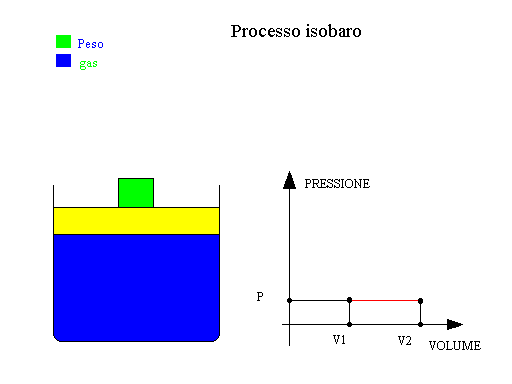 Processo isobaro
Peso
gas
PRESSIONE
P
V1
V2
VOLUME